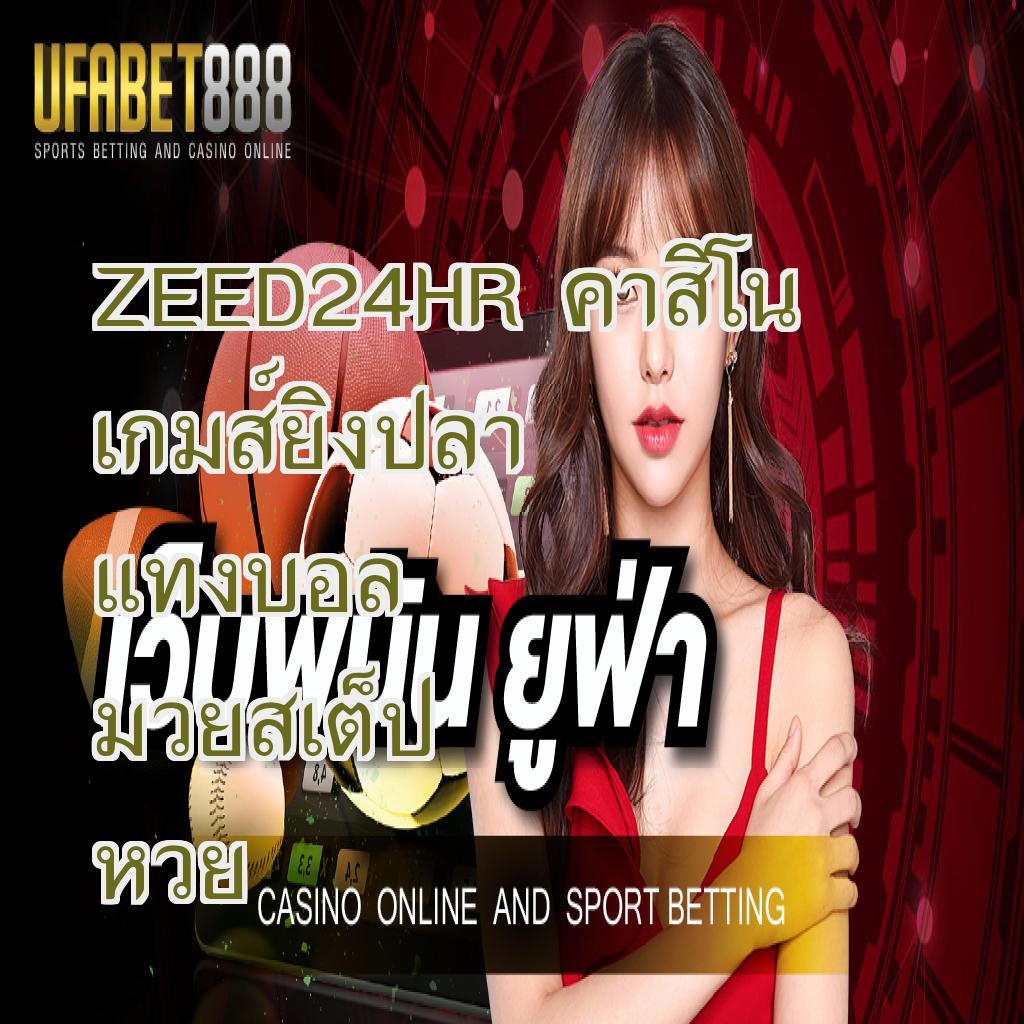 UFABET888
SPORTS BETTING AND CASINO ONLINE
ZEED24HR คาสิโน
เกมส์ยิงปลา
แทงบอล
เว็บพนัน ยูฟ่า
มวยสเต็ป
หวย
CASINO ONLINE AND SPORT BETTING